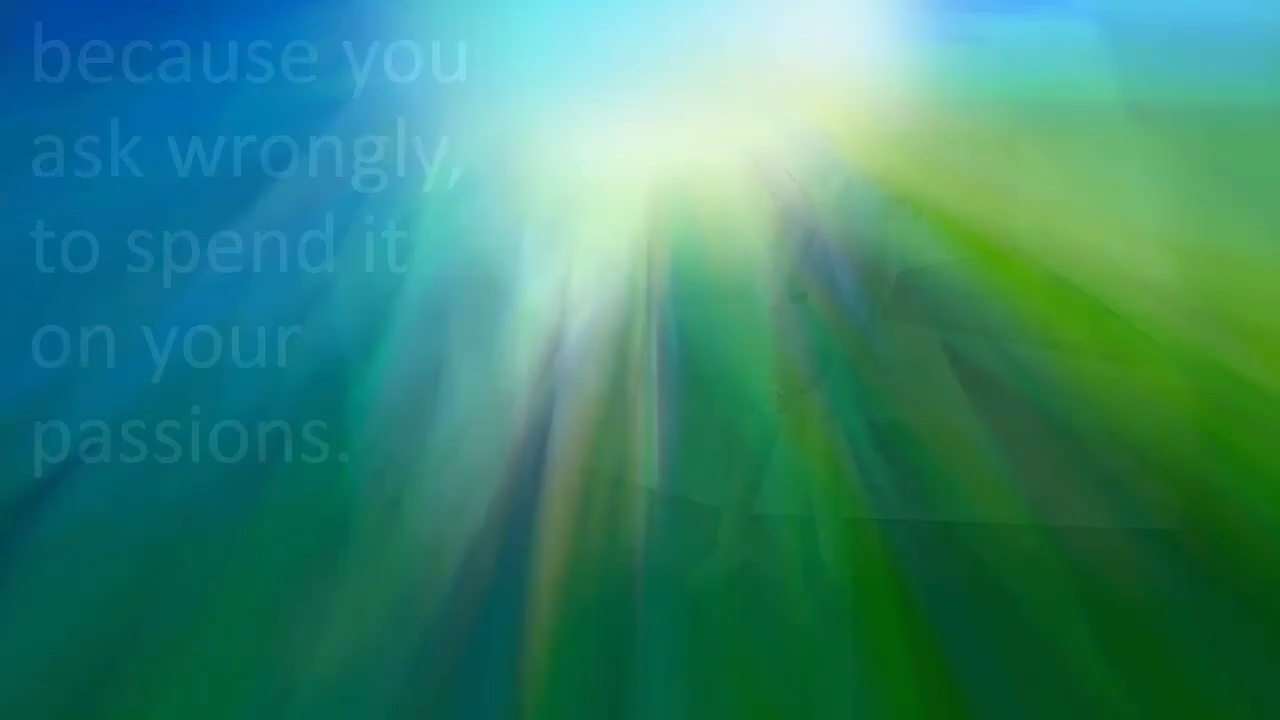 because you
ask wrongly,
to spend it
on your
passions.